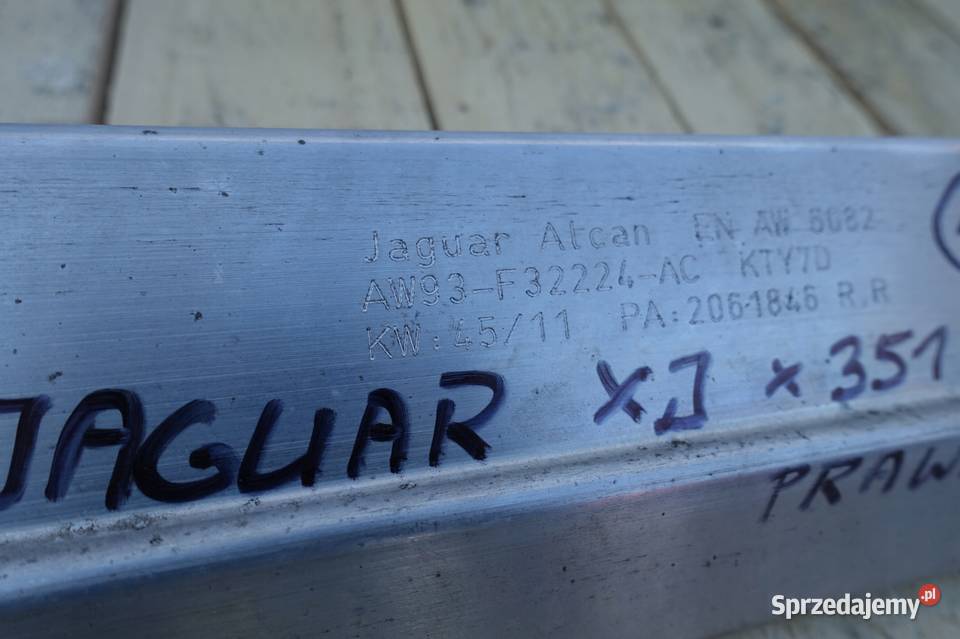 Jaguar Alcan EN AW 6082
AW93-F32224-AC KTY7D
KW: 45/11 PA: 2061846 R.R
JAGUAR XJ X351
Sprzedajemy.pl